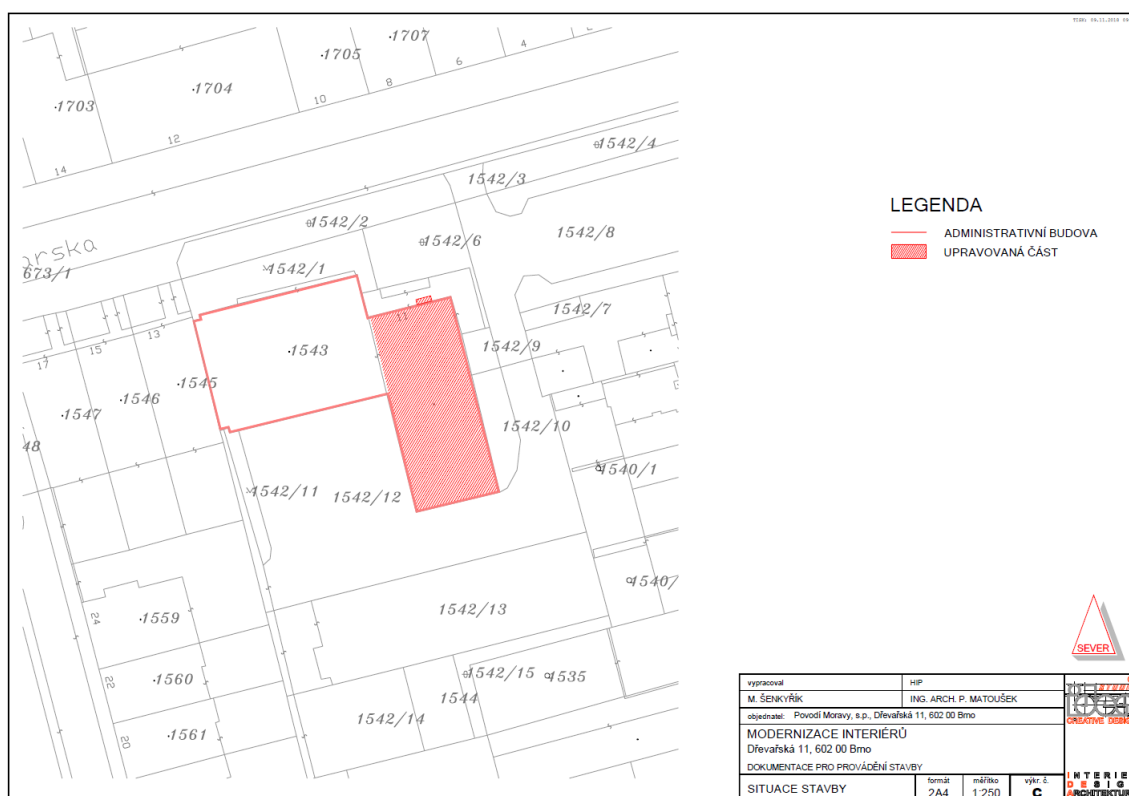 1707
1705
4
6
1704
8
1703
10
12
14
1542/4
1542/3
1542/2
1542/6
1542/8
arska
673/1
1542/1
1542/7
11
13
15
17
1543
1542/9
1545
1546
1547
48
1542/10
1540/1
1542/11
1542/12
1540/
1542/13
24
1559
22
1560
1542/15
1535
1544
1542/14
20
1561
LEGENDA
ADMINISTRATIVNÍ BUDOVA
UPRAVOVANÁ ČÁST
SEVER
vypracoval HIP
M. ŠENKYŘÍK ING. ARCH. P. MATOUŠEK
objednatel: Povodí Moravy, s.p., Dřevařská 11, 602 00 Brno
MODERNIZACE INTERIÉRŮ
Dřevařská 11, 602 00 Brno
DOKUMENTACE PRO PROVÁDĚNÍ STAVBY
SITUACE STAVBY
formát měřítko výkr. č.
2A4 1:250 C
CREATIVE DESIG
INTERIE
DESIG
ARCHITEKTUR